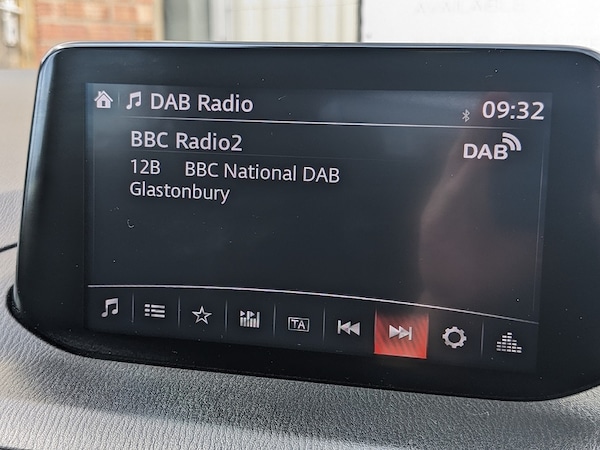 DAB Radio
09:32
BBC Radio2
DAB
12B BBC National DAB
Glastonbury
TA